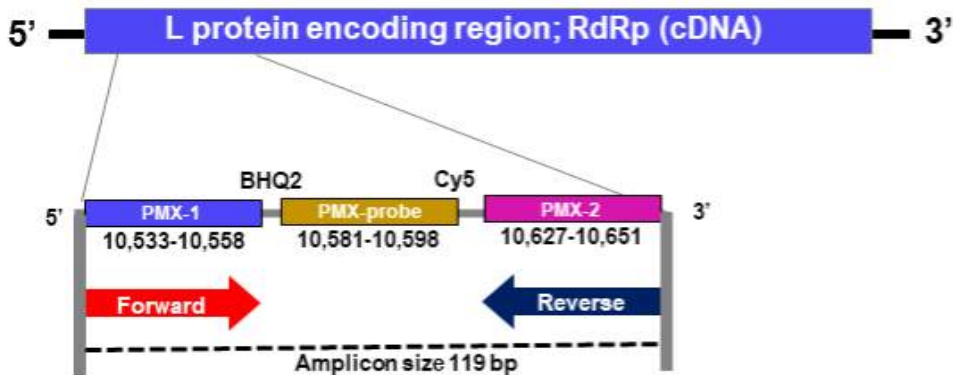 L protein encoding region; RdRp (cDNA)
5’ 3’
BHQ2 Cy5
5’ PMX-1 PMX-probe PMX-2 3’
10,533-10,558 10,581-10,598 10,627-10,651
Forward Reverse
Amplicon size 119 bp